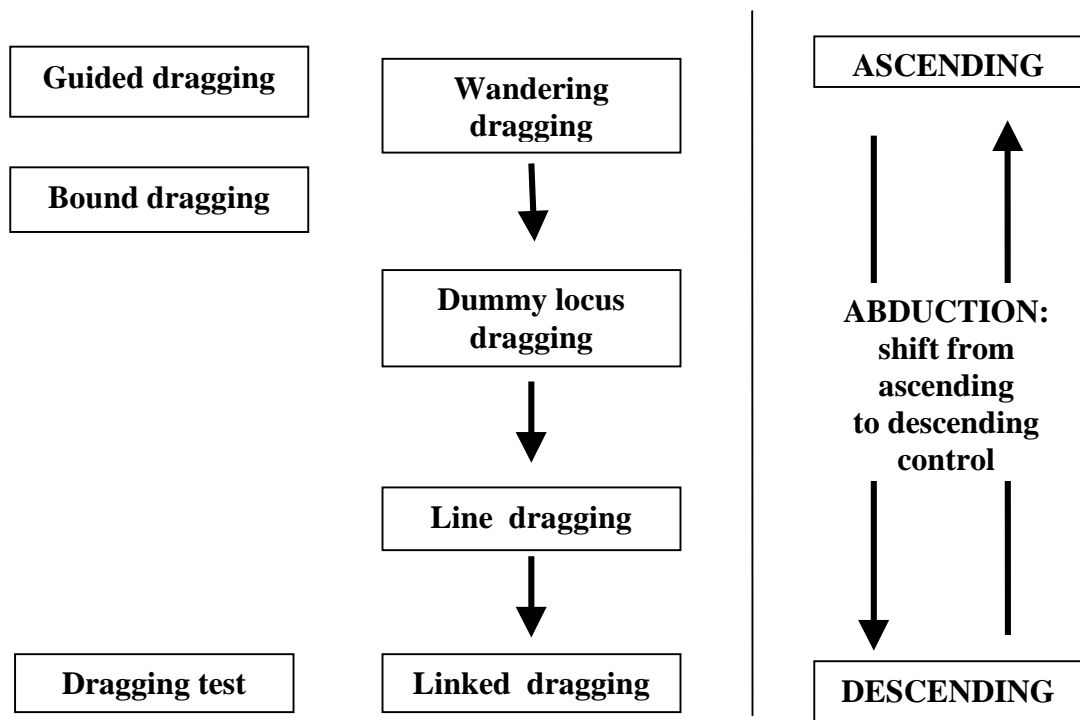 Guided dragging
Bound dragging
Dragging test
Wandering
dragging
Dummy locus
dragging
Line dragging
Linked dragging
ASCENDING
ABDUCTION:
shift from
ascending
to descending
control
DESCENDING